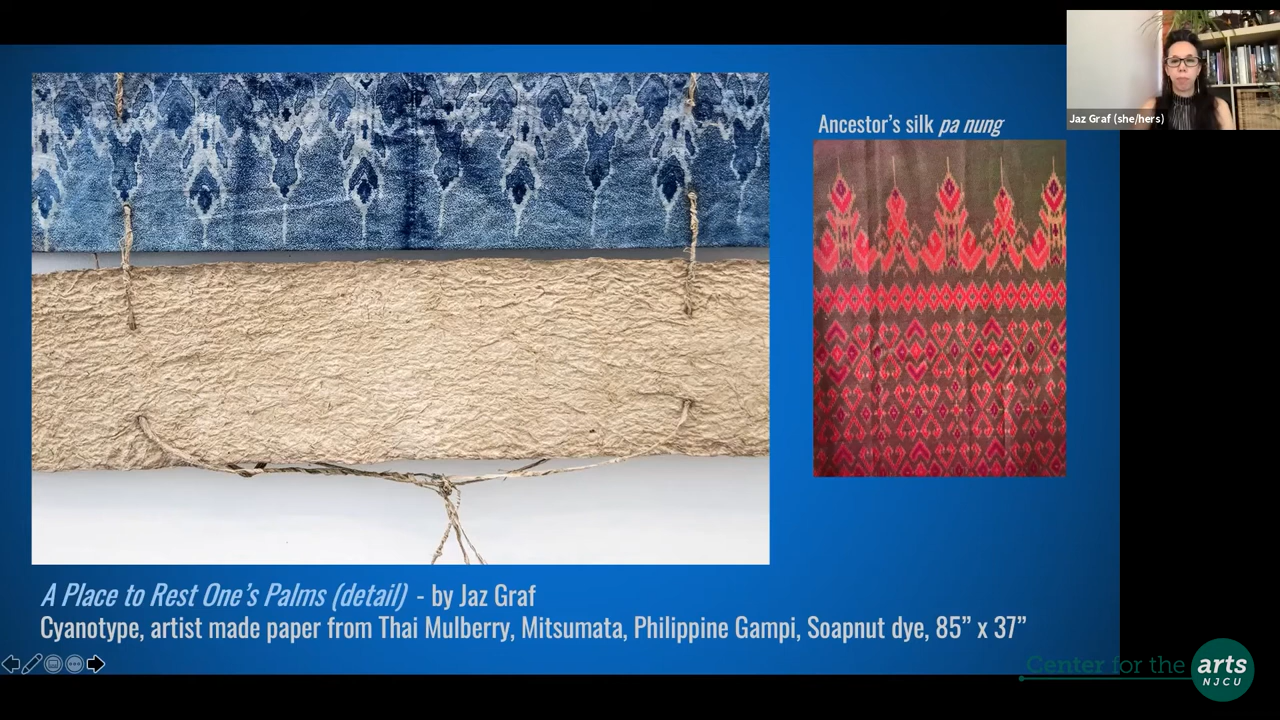 Jaz Graf (she/hers)
Ancestor's silk pa nung
A Place to Rest One's Palms (detail) - by Jaz Graf
Cyanotype, artist made paper from Thai Mulberry, Mitsumata, Philippine Gampi, Soapnut dye, 85” x 37”
Center for the arts
NJCU